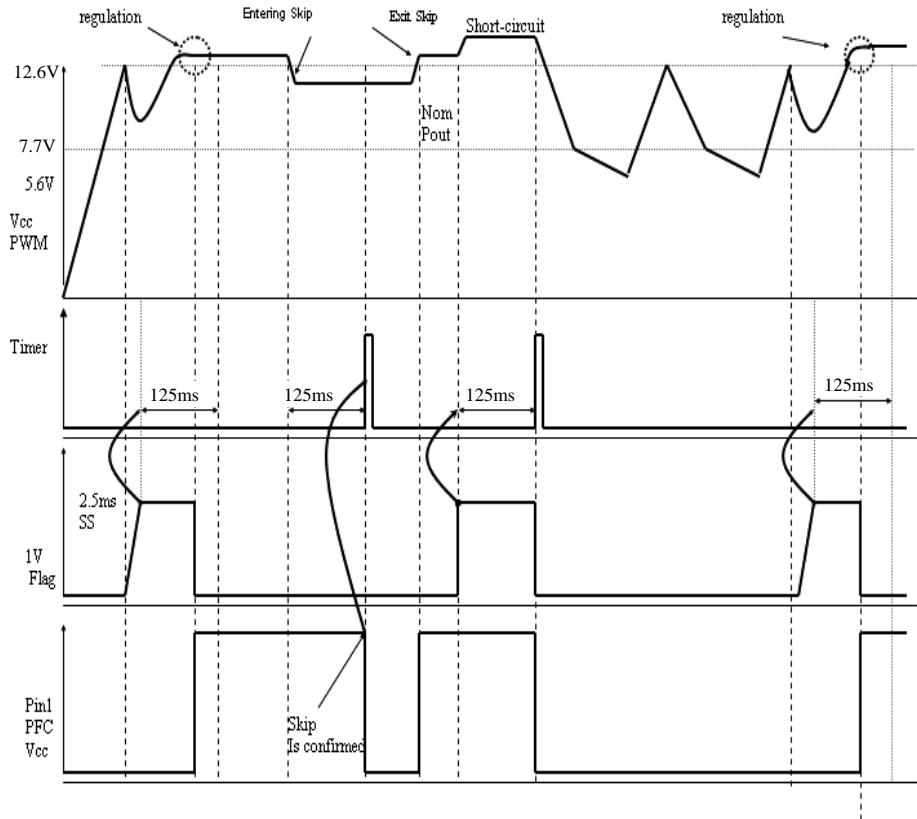 regulation
Entering Skip
Exit Skip
Short-circuit
regulation
12.6V
Nom
Pout
7.7V
5.6V
Vcc
PWM
Timer
125ms
125ms
125ms
125ms
2.5ms
SS
1V
Flag
Pin1
PFC
Vcc
Skip
Is confirmed